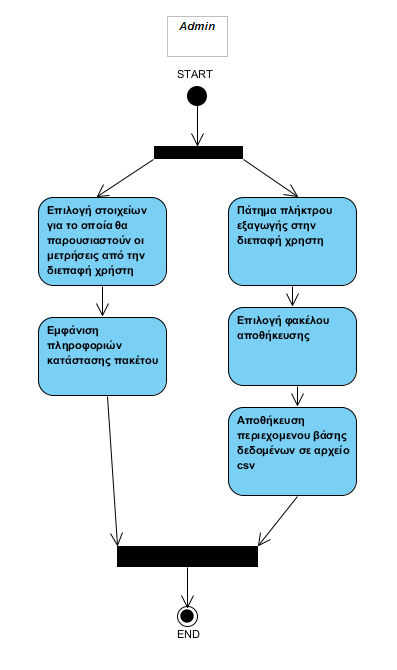 Admin
START
Επιλογή στοιχείων
για το οποία θα
παρουσιαστούν οι
μετρήσεις από την
διεπαφή χρήστη
Εμφάνιση
πληροφοριών
κατάστασης πακέτου
Πάτημα πλήκτρου
εξαγωγής στην
διεπαφή χρηστη
Επιλογή φακέλου
αποθήκευσης
Αποθήκευση
περιεχομενου βάσης
δεδομένων σε αρχείο
csv
END